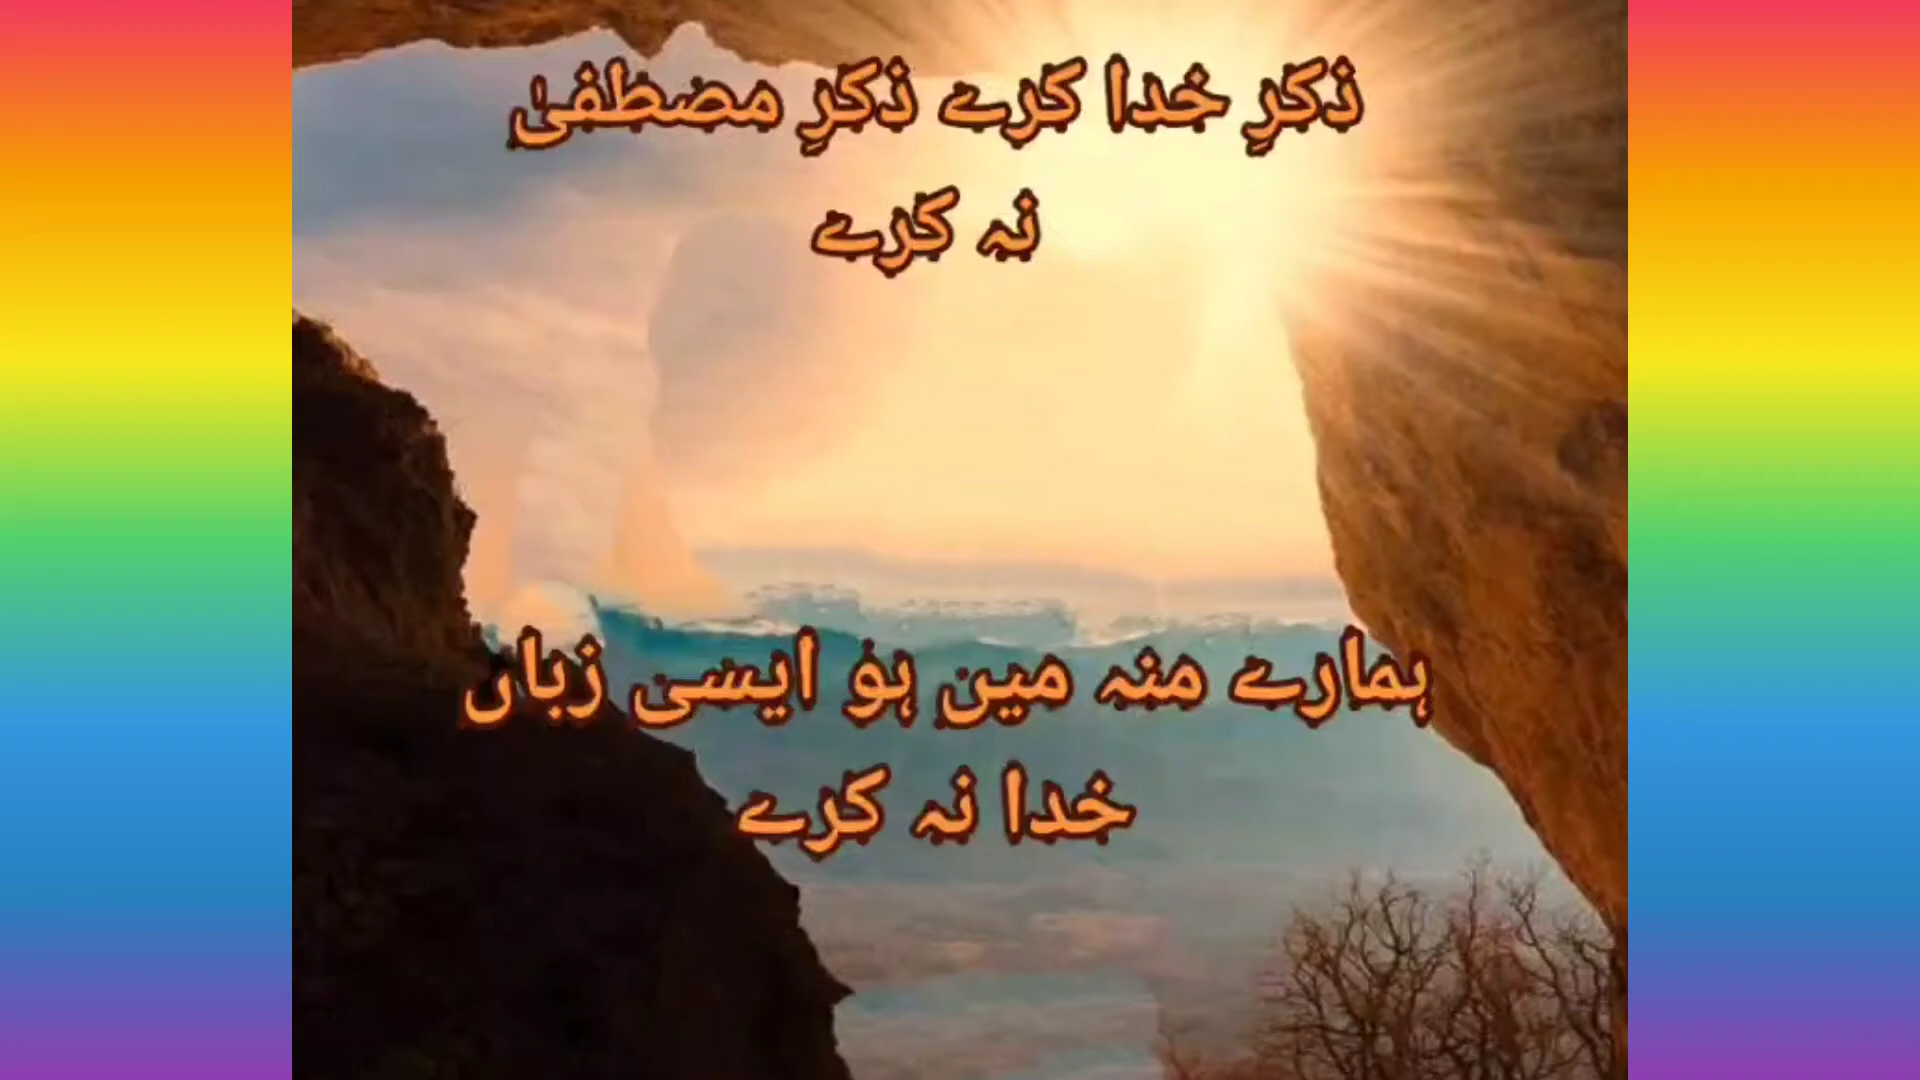 ذکرِ خدا کرے ذکرِ مصطفیٰ
نہ کرے
ہمارے منہ میں ہو ایسی زباں
خدا نہ کرے